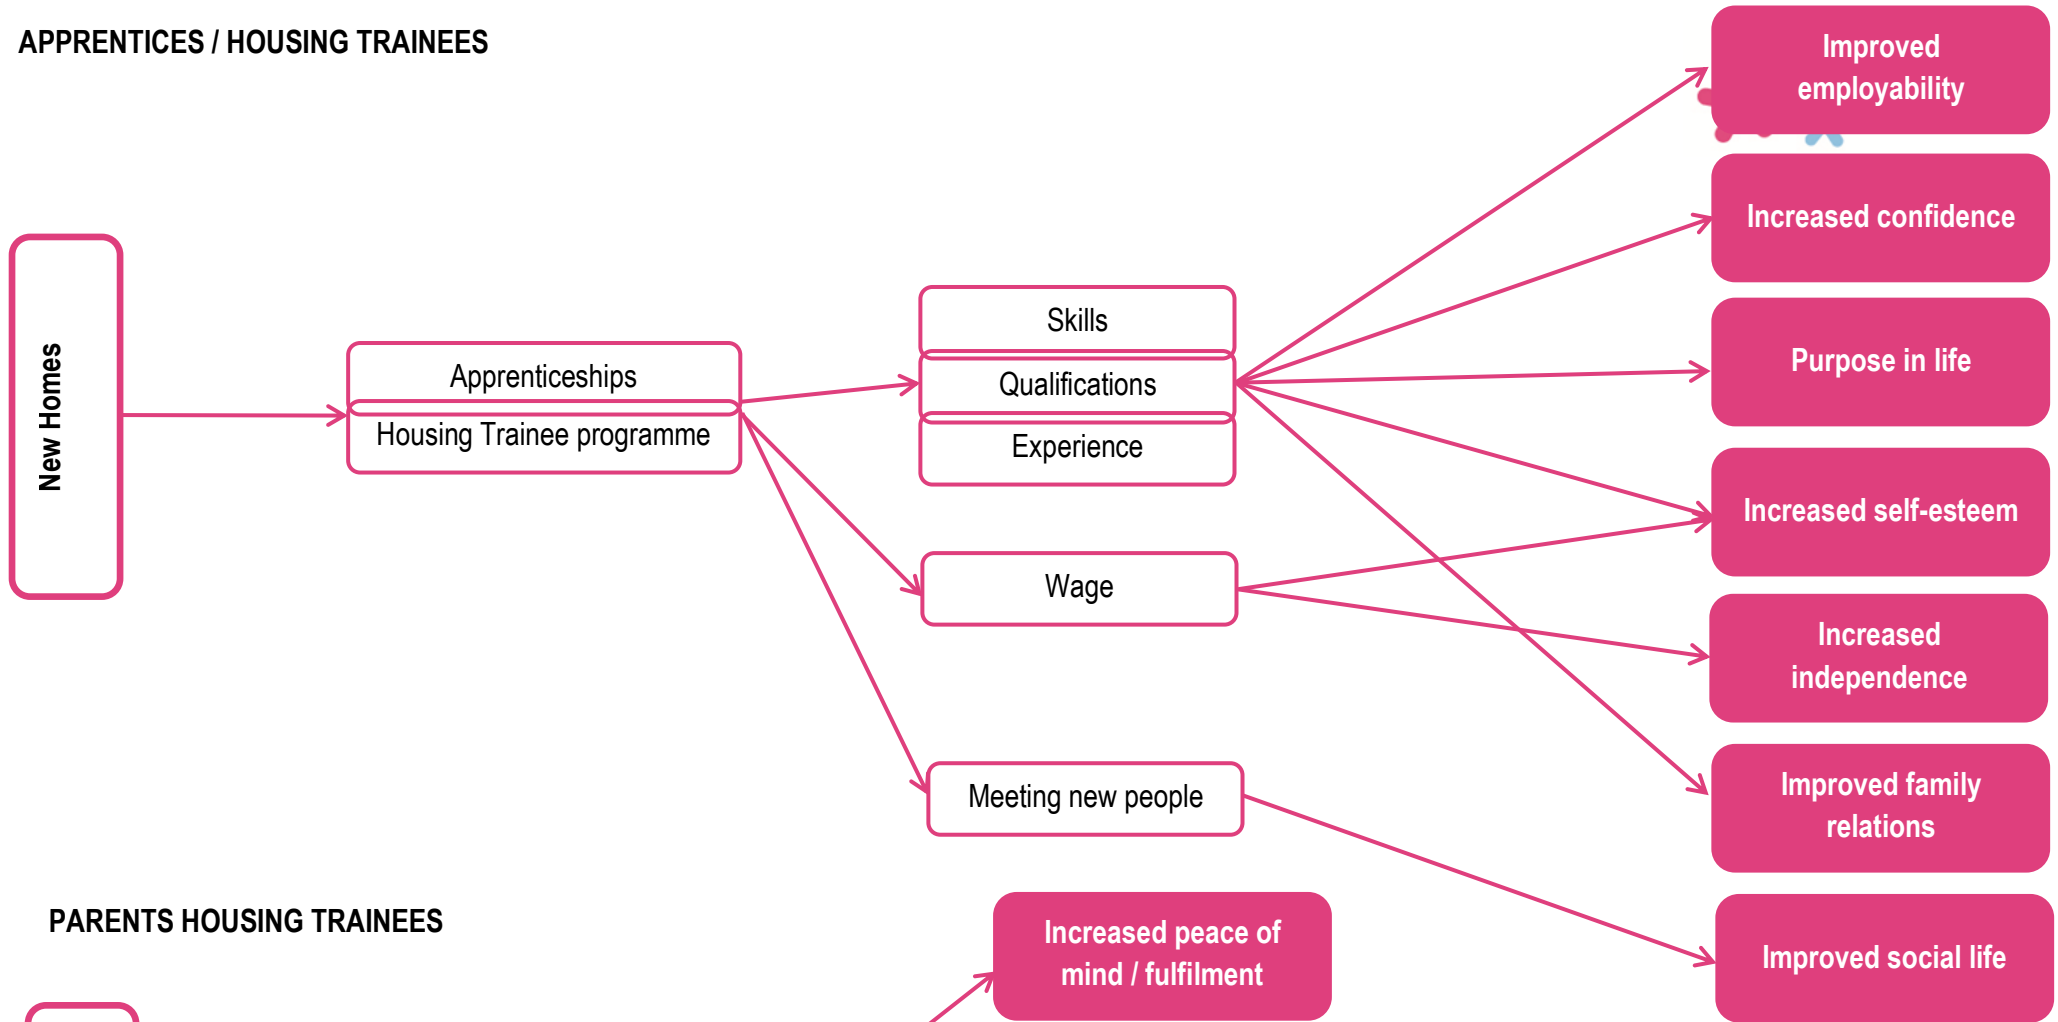 APPRENTICES / HOUSING TRAINEES
Improved
employability
Increased confidence
Skills
Purpose in life
Apprenticeships
Qualifications
New Homes
Housing Trainee programme
Experience
Increased self-esteem
Wage
Increased
independence
Meeting new people
Improved family
relations
PARENTS HOUSING TRAINEES
Increased peace of
mind / fulfilment
Improved social life